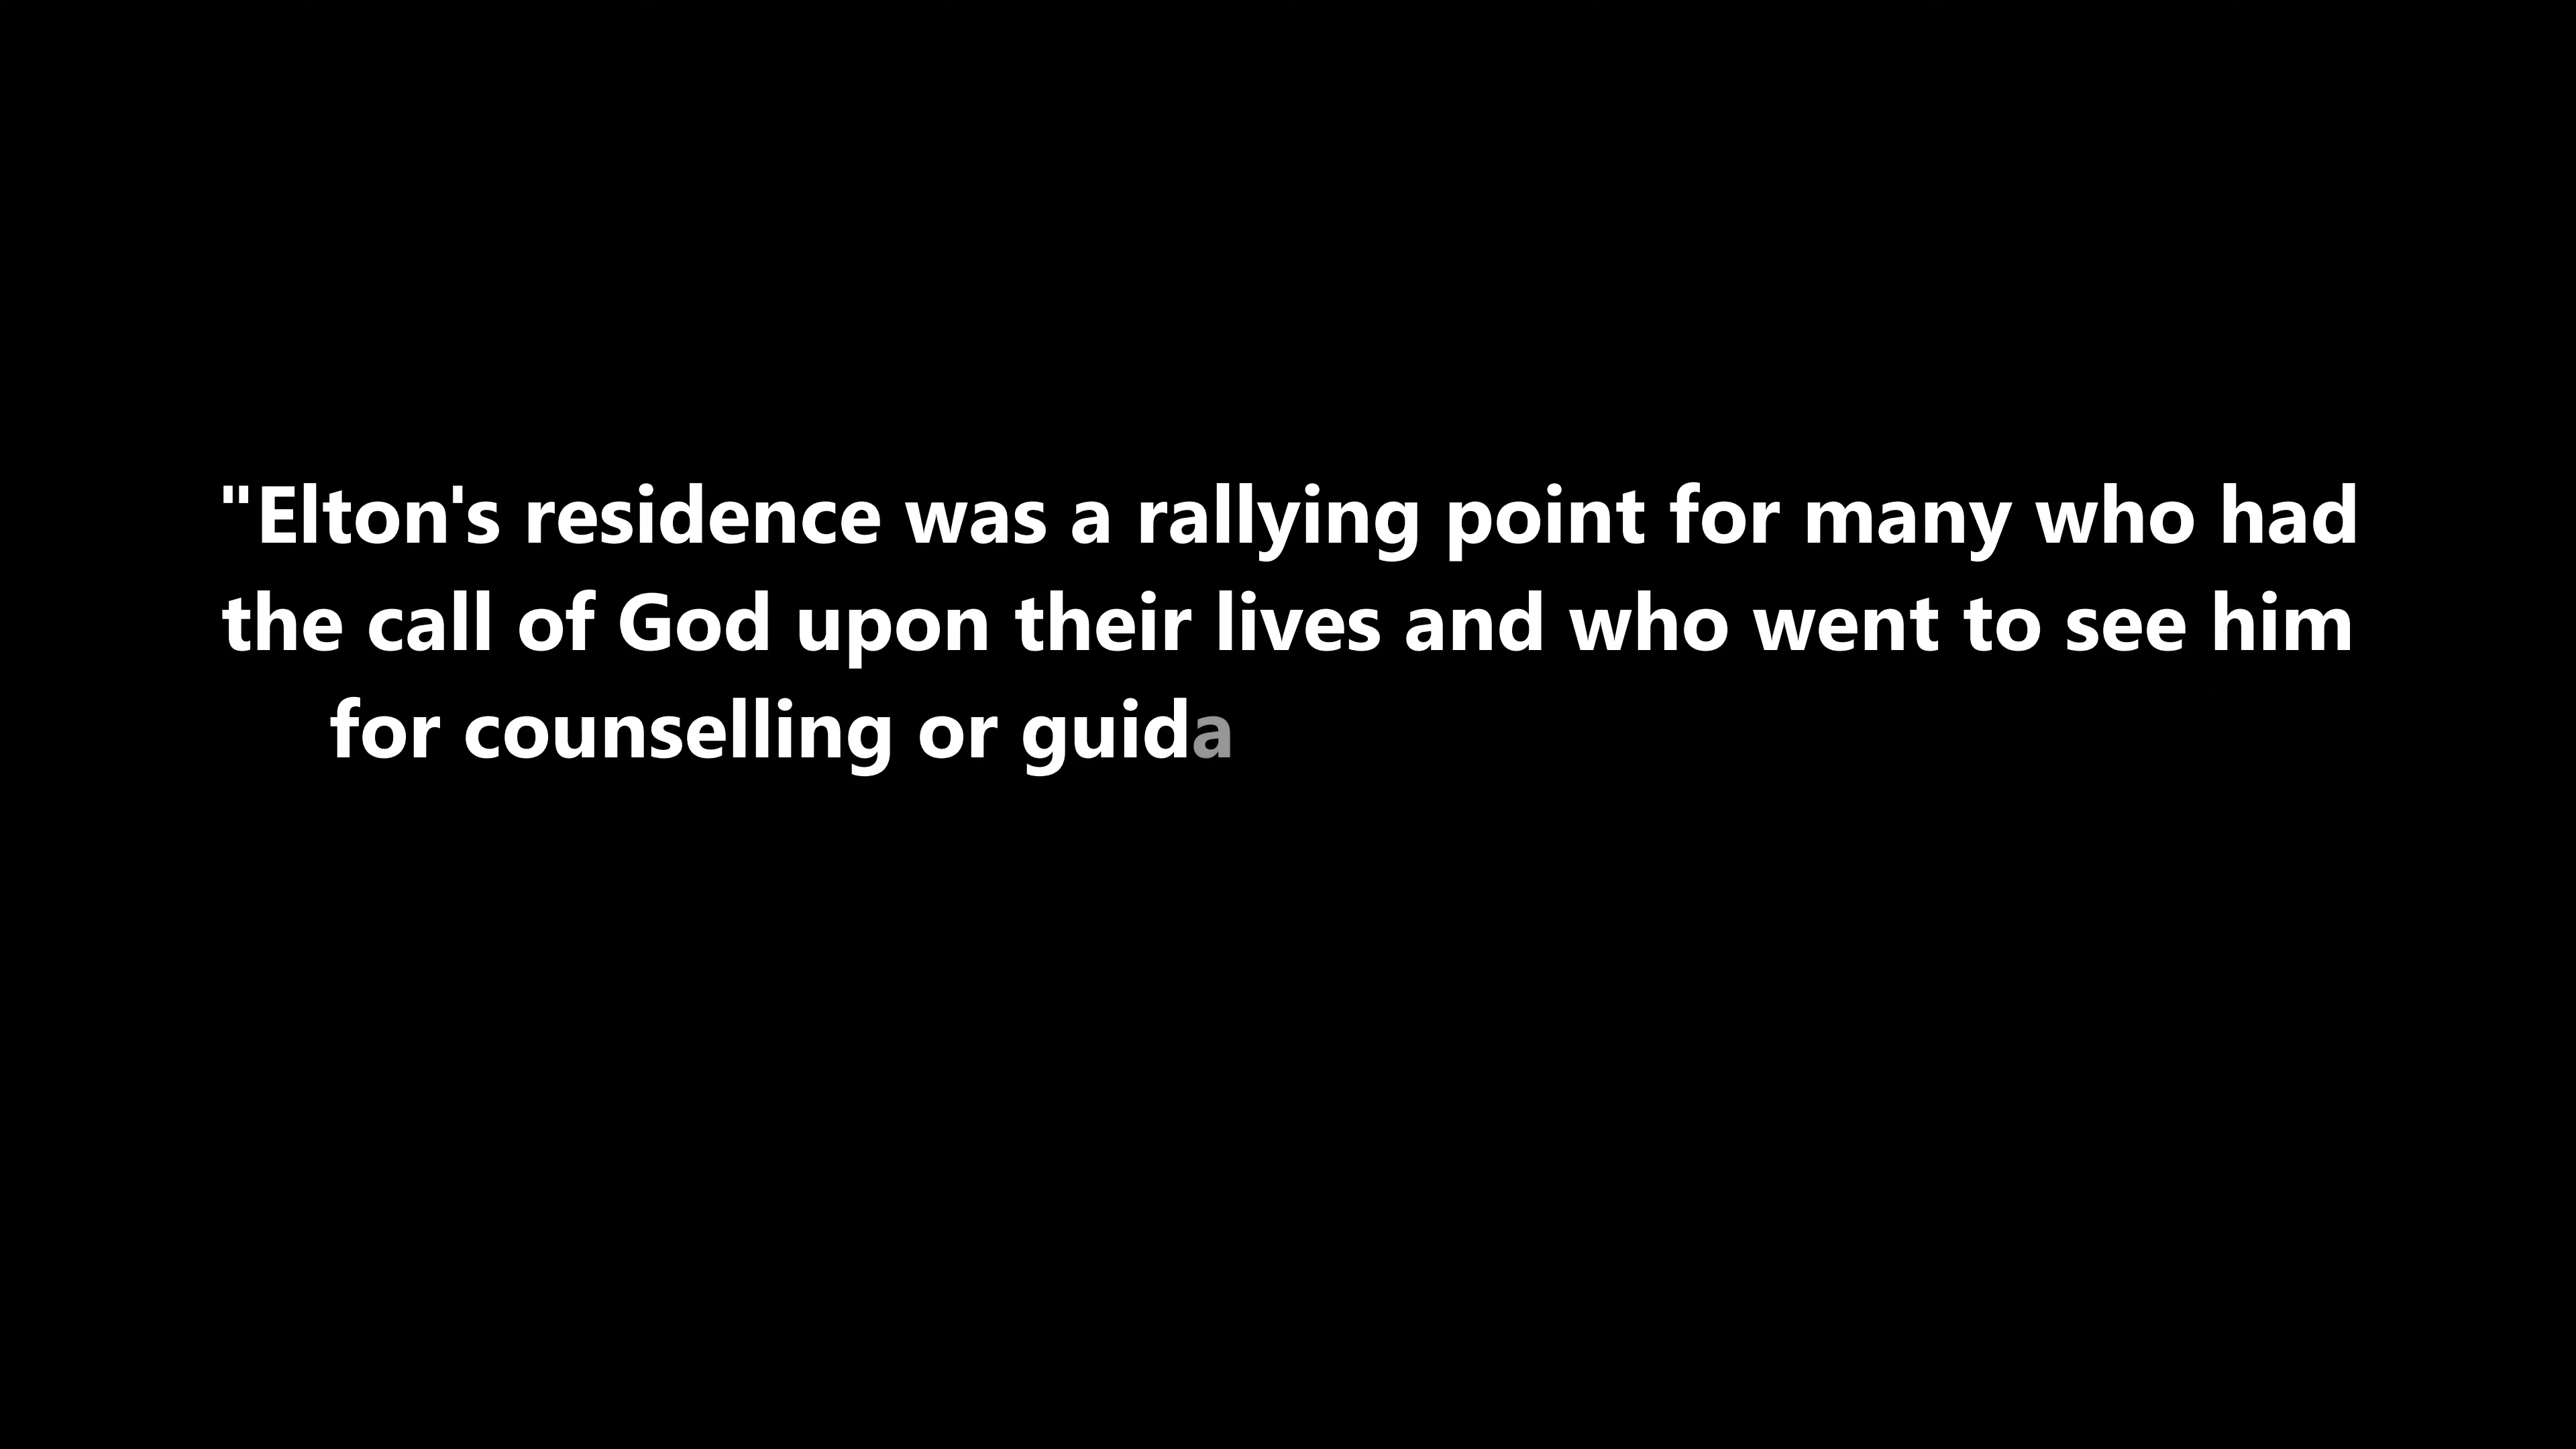 "Elton's residence was a rallying point for many who had
the call of God upon their lives and who went to see him
for counselling or guida